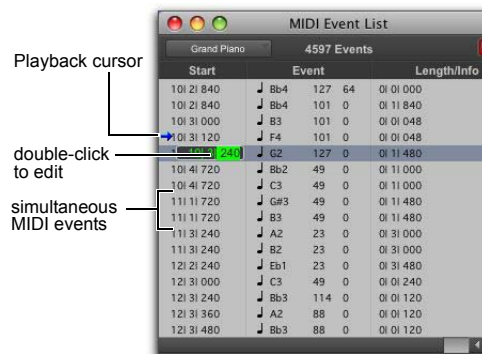 MIDI Event List
Grand Piano 4597 Events
Start Event Length/Info
Playback cursor
double-click
to edit
simultaneous
MIDI events
10| 2| 840 Bb4 127 64 0| 0| 000
10| 2| 840 Bb4 101 0 0| 1| 840
10| 3| 000 B3 101 0 0| 0| 048
10| 3| 120 F4 101 0 0| 0| 048
240 G2 127 0 0| 1| 480
10| 4| 720 Bb2 49 0 0| 1| 000
10| 4| 720 C3 49 0 0| 1| 000
11| 1| 720 G#3 49 0 0| 1| 480
11| 1| 720 B3 49 0 0| 1| 480
11| 3| 240 A2 23 0 0| 3| 000
11| 3| 240 B2 23 0 0| 3| 000
12| 2| 240 Eb1 23 0 0| 3| 480
12| 3| 000 C3 49 0 0| 0| 240
12| 3| 240 Bb3 114 0 0| 0| 120
12| 3| 360 A2 88 0 0| 0| 120
12| 3| 480 Bb3 88 0 0| 0| 120